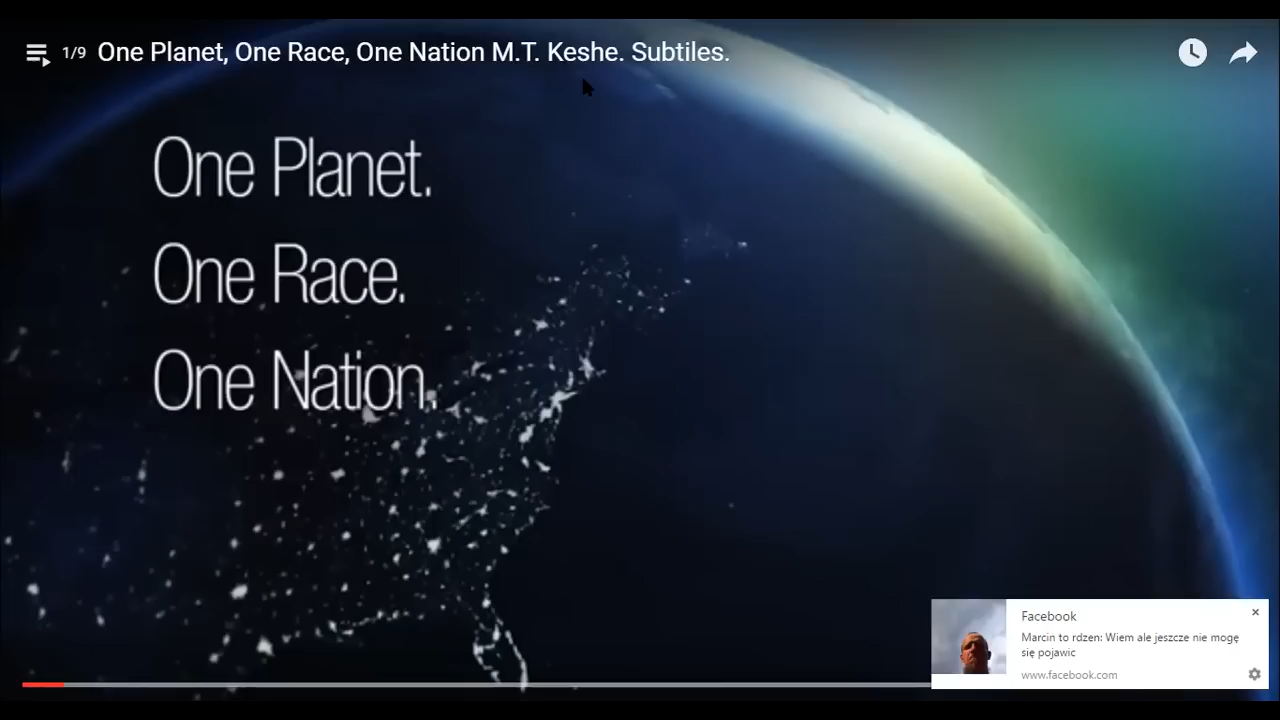 1/9 One Planet, One Race, One Nation M.T. Keshe. Subtiles.
One Planet.
One Race.
One Nation.
Facebook
Marcin to rdzen: Wiem ale jeszcze nie mogę
się pojawic
www.facebook.com